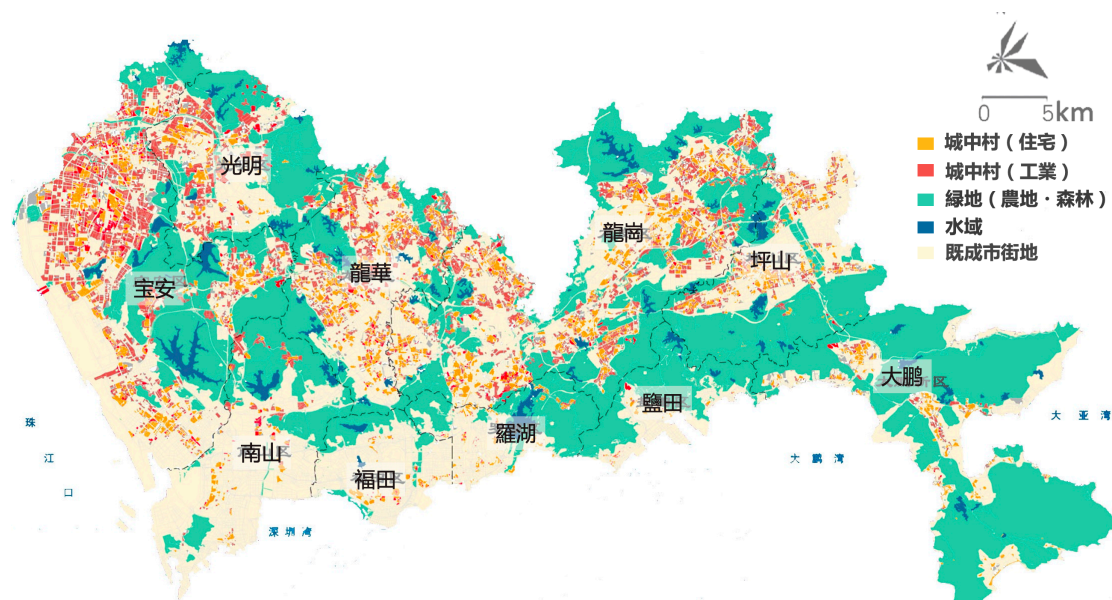 0 5km
城中村（住宅）
城中村（工業）
緑地（農地・森林）
水域
既成市街地
光明
龍崗
坪山
龍華
宝安
大鹏
鹽田
羅湖
南山
福田
珠
江
口
大亚湾
大鹏湾
深圳湾